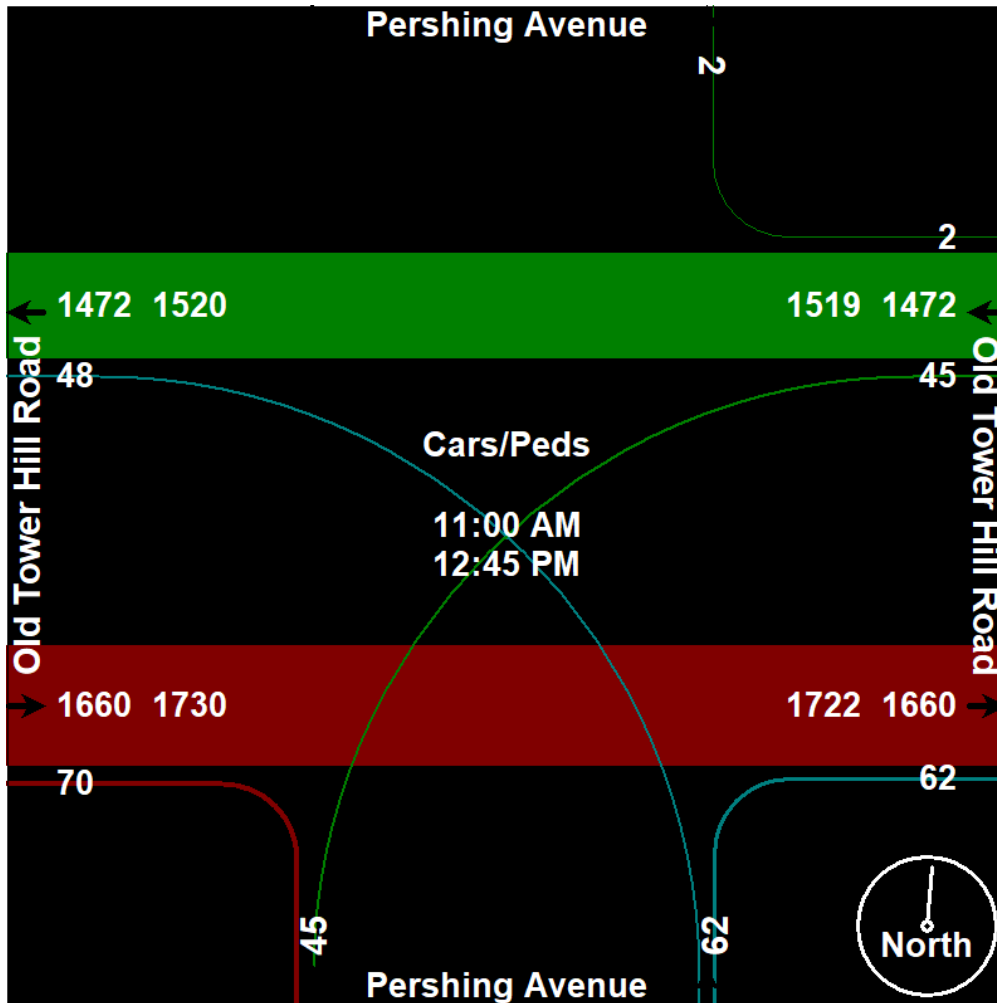 Pershing Avenue
2
2
1472 1520
1519 1472
Old Tower Hill Road
48
45
Old Tower Hill Road
Cars/Peds
11:00 AM
12:45 PM
1660 1730
1722 1660
70
62
45
62
North
Pershing Avenue